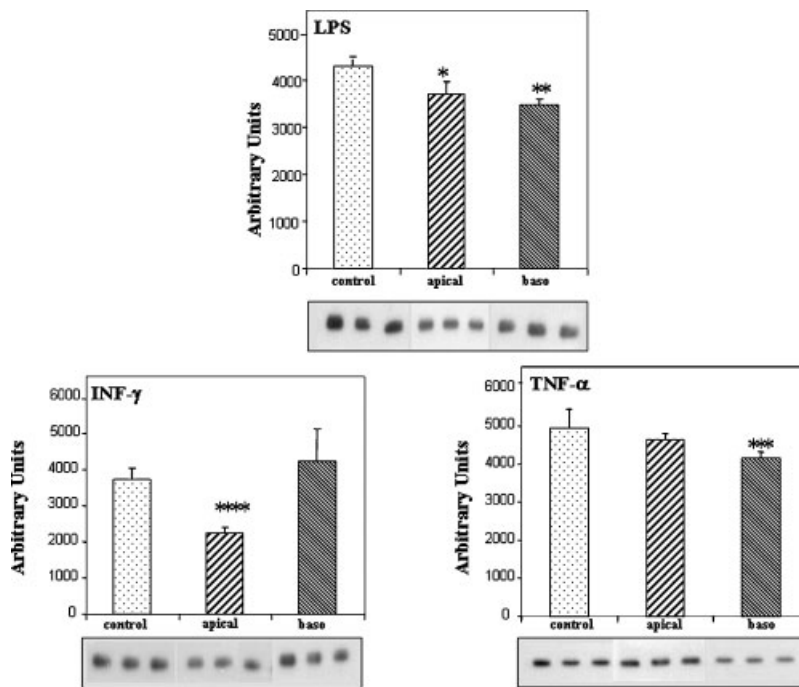 LPS
Arbitrary Units
5000
4000
3000
2000
1000
0
*
**
control apical baso
INF-γ
Arbitrary Units
6000
5000
4000
3000
2000
1000
0
****
control apical baso
TNF-α
Arbitrary Units
6000
5000
4000
3000
2000
1000
0
***
control apical baso